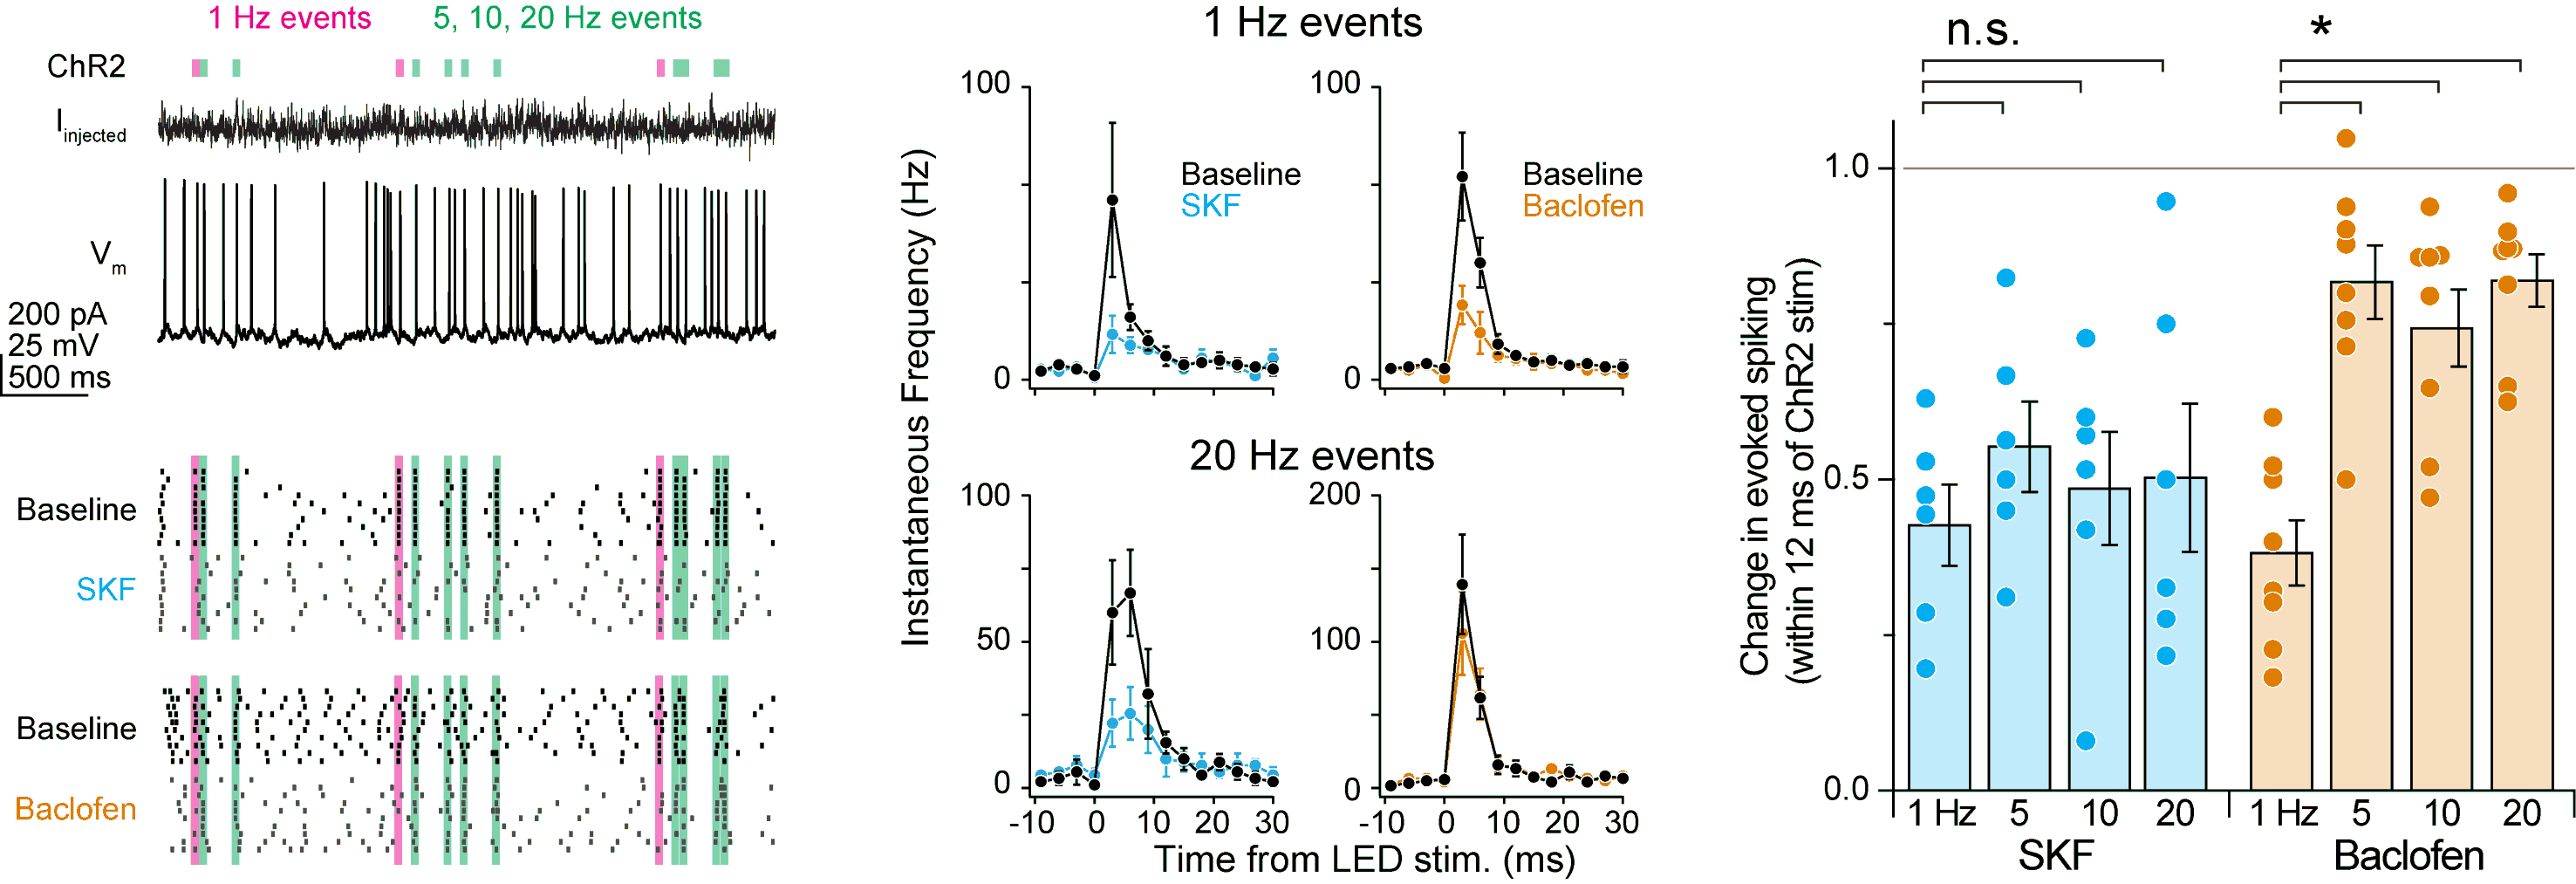 1 Hz events
5, 10, 20 Hz events
ChR2
Iinjected
Vm
200 pA
25 mV
500 ms
Baseline
SKF
Baseline
Baclofen
Instantaneous Frequency (Hz)
1 Hz events
100
0
Baseline
SKF
100
0
Baseline
Baclofen
20 Hz events
100
50
0
-10 0 10 20 30
200
100
0
-10 0 10 20 30
Time from LED stim. (ms)
Change in evoked spiking
(within 12 ms of ChR2 stim)
n.s.
*
1.0
0.5
0.0
1 Hz 5 10 20
SKF
1 Hz 5 10 20
Baclofen